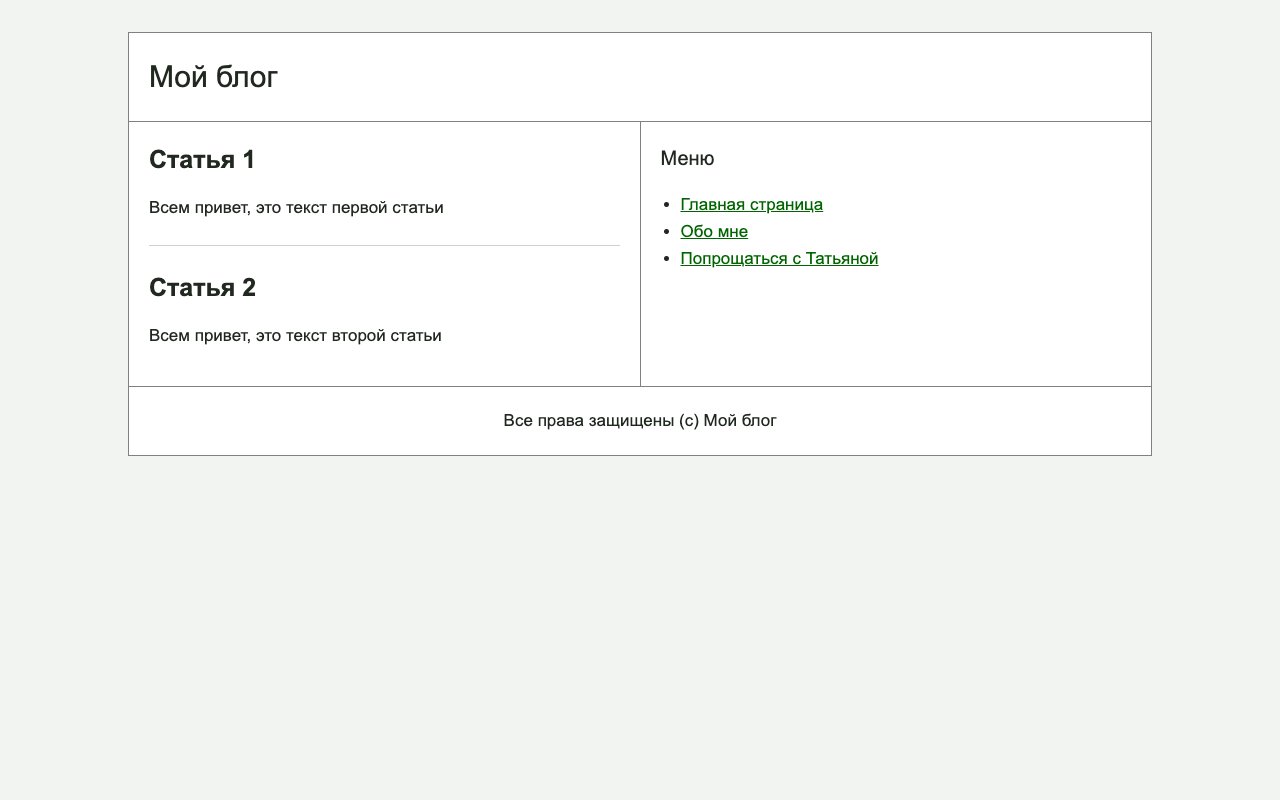 Мой блог
Статья 1
Всем привет, это текст первой статьи
Статья 2
Всем привет, это текст второй статьи
Меню
Главная страница
Обо мне
Попрощаться с Татьяной
Все права защищены (c) Мой блог